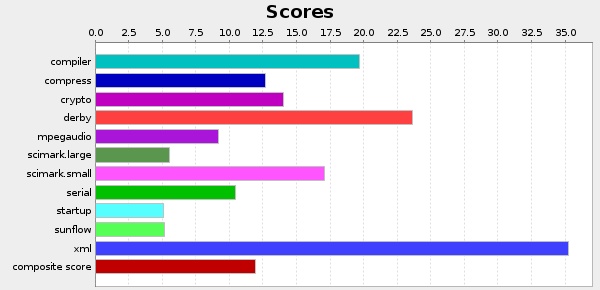 Scores
0.0 2.5 5.0 7.5 10.0 12.5 15.0 17.5 20.0 22.5 25.0 27.5 30.0 32.5 35.0
compiler
compress
crypto
derby
mpegaudio
scimark.large
scimark.small
serial
startup
sunflow
xml
composite score